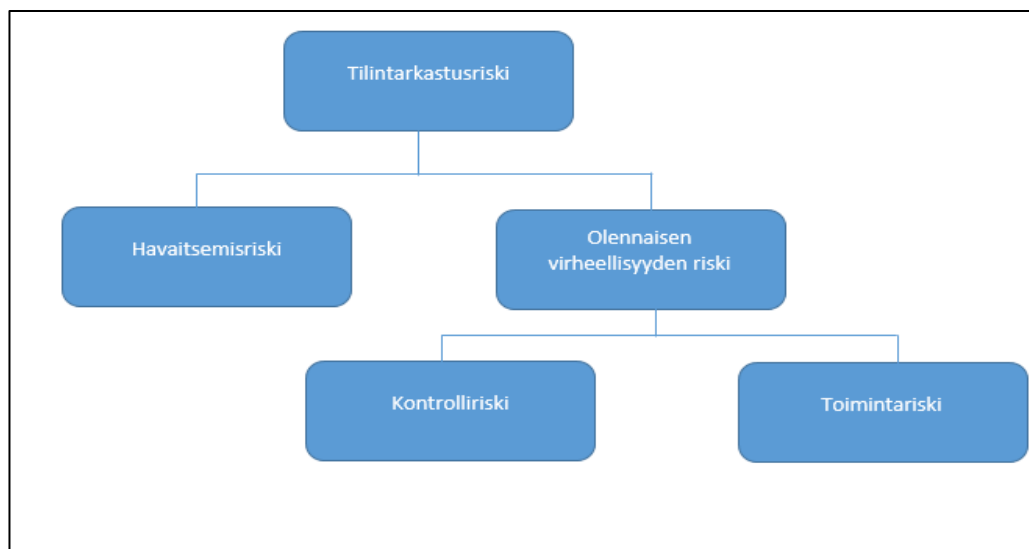 Tilintarkastusriski
Havaitsemisriski
Olennaisen
virheellisyyden riski
Kontrolliriski
Toimintariski